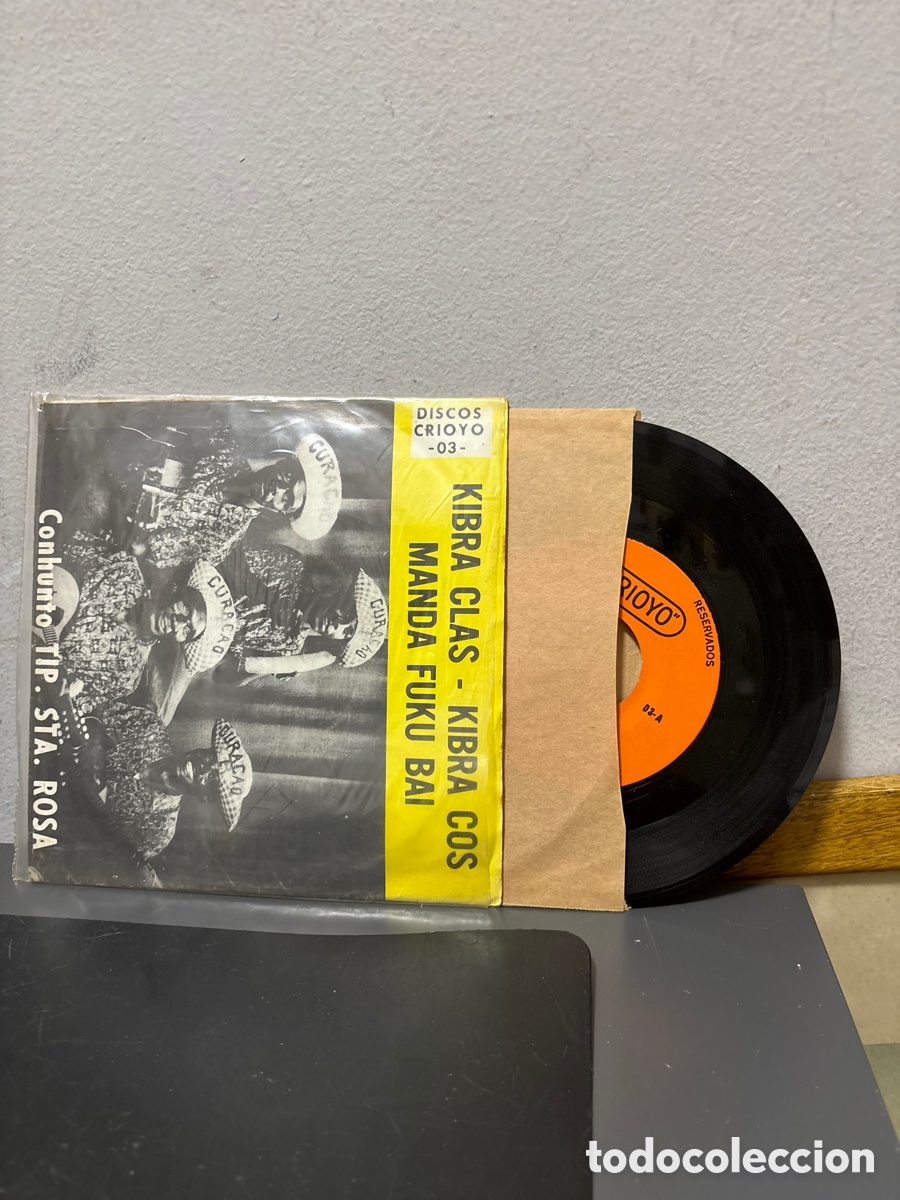 DISCOS
CRIOYO
-03-
KIBRA CLAS - KIBRA COS
MANDA FUKU BAI
CURAÇAO
CURAÇAO
CURAÇAO
CURAÇAO
Conhunto TIP. STA. ROSA
RIOYO"
RESERVADOS
03-A
todocoleccion